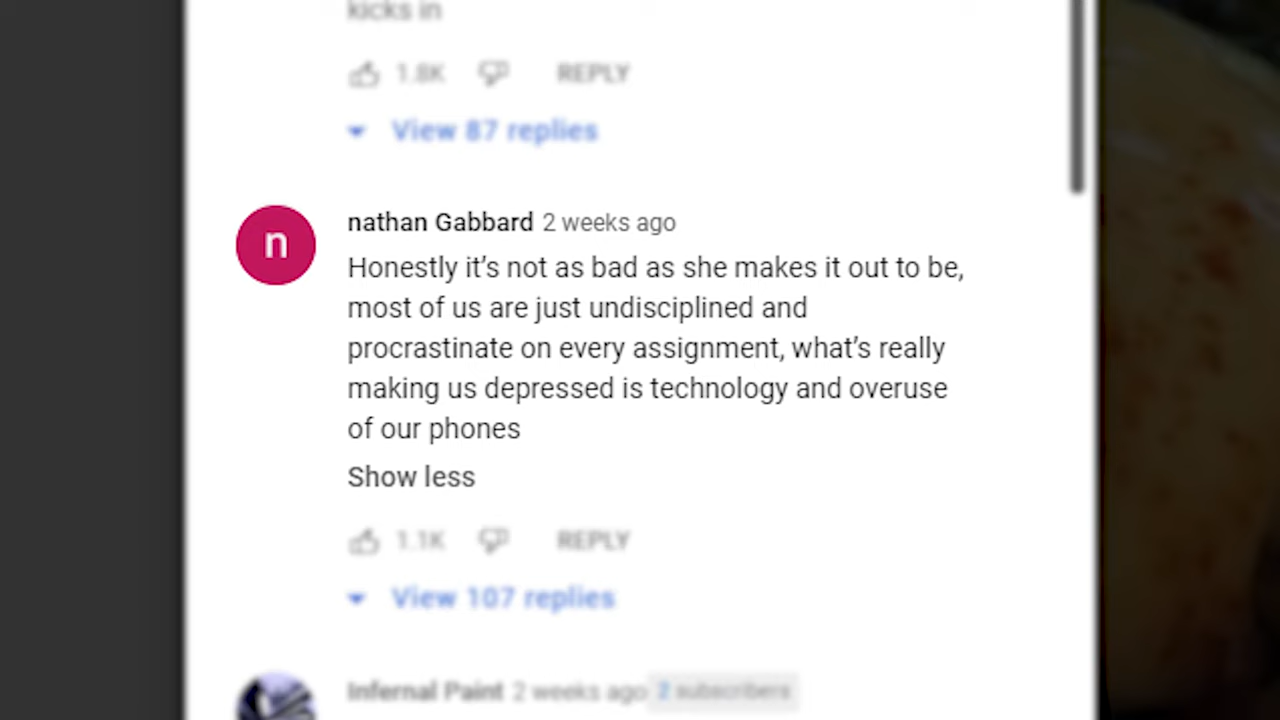 kicks in
1.8K REPLY
View 87 replies
n
nathan Gabbard 2 weeks ago
Honestly it’s not as bad as she makes it out to be,
most of us are just undisciplined and
procrastinate on every assignment, what’s really
making us depressed is technology and overuse
of our phones
Show less
1.1K REPLY
View 107 replies
Infernal Paint 2 weeks ago 2 subscribers